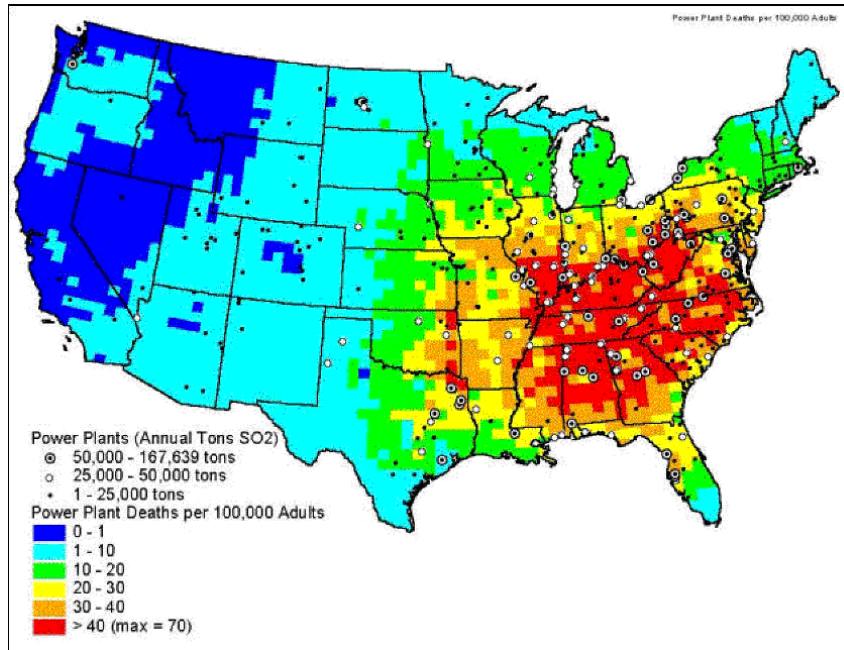 Power Plant Deaths per 100,000 Adults
Power Plants (Annual Tons SO2)
50,000 - 167,639 tons
25,000 - 50,000 tons
1 - 25,000 tons
Power Plant Deaths per 100,000 Adults
0 - 1
1 - 10
10 - 20
20 - 30
30 - 40
> 40 (max = 70)